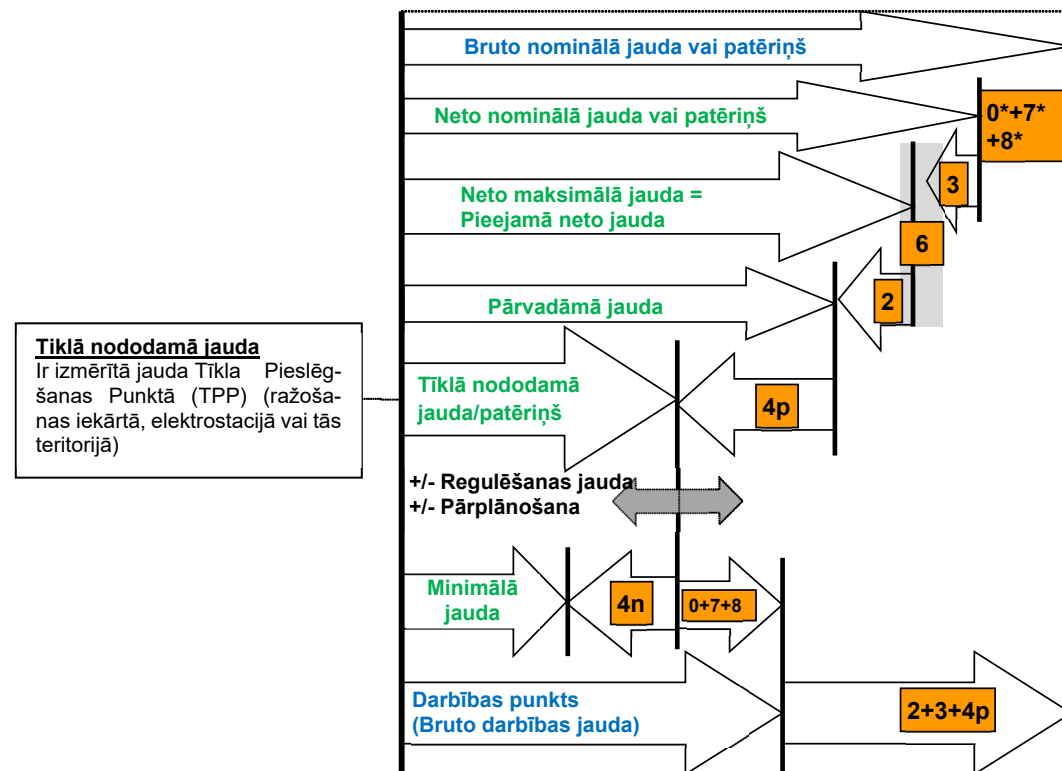 Bruto nominālā jauda vai patēriņš
Neto nominālā jauda vai patēriņš
0*+7*
+8*
3
Neto maksimālā jauda =
Pieejamā neto jauda
6
2
Pārvadāmā jauda
Tiklā nododamā jauda
Ir izmērītā jauda Tīkla Pieslēg-
šanas Punktā (TPP) (ražoša-
nas iekārtā, elektrostacijā vai tās
teritorijā)
Tīklā nododamā
jauda/patēriņš
4p
+/- Regulēšanas jauda
+/- Pārplānošana
Minimālā
jauda
4n
0+7+8
Darbības punkts
(Bruto darbības jauda)
2+3+4p